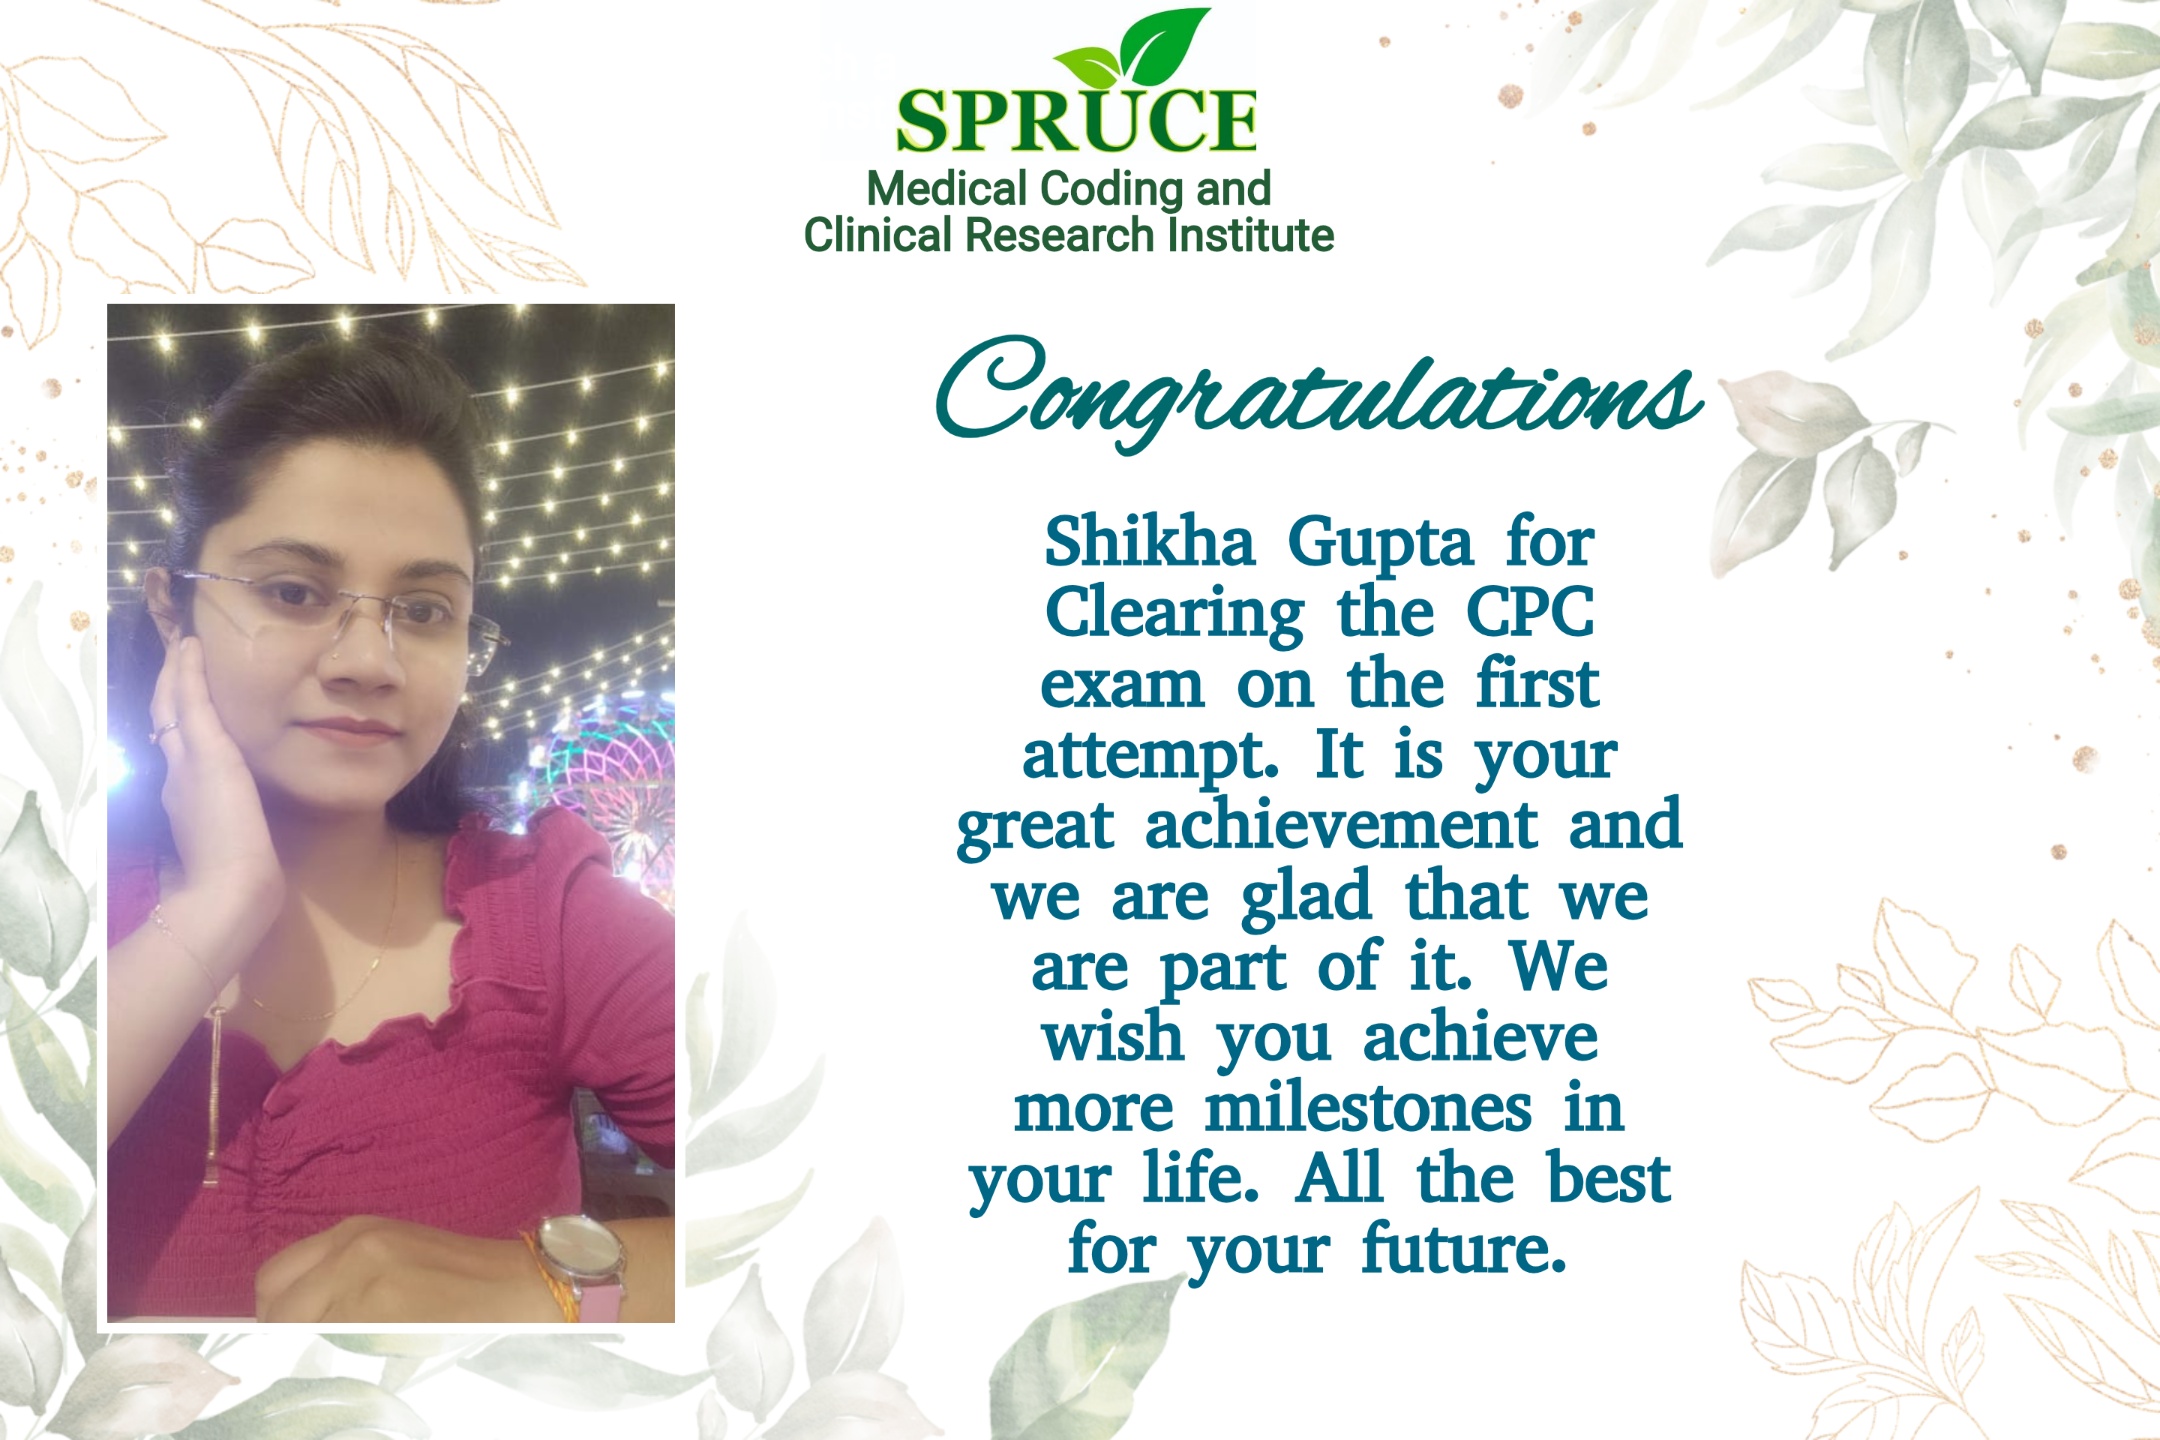 SPRUCE
Medical Coding and
Clinical Research Institute
Congratulations
Shikha Gupta for
Clearing the CPC
exam on the first
attempt. It is your
great achievement and
we are glad that we
are part of it. We
wish you achieve
more milestones in
your life. All the best
for your future.